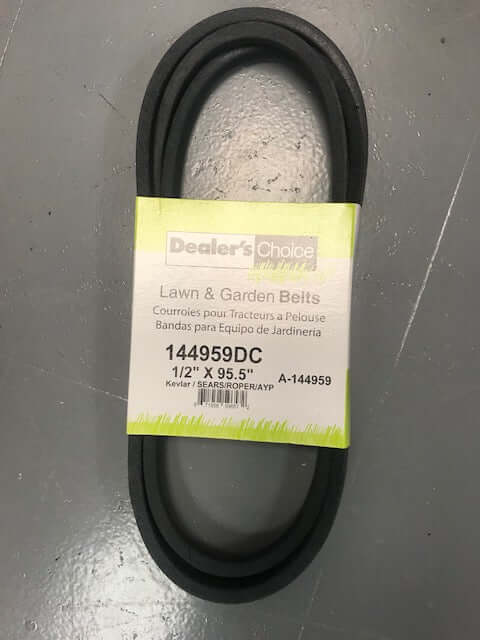 Dealer's Choice
Lawn & Garden Belts
Courroies pour Tracteurs a Pelouse
Bandas para Equipo de Jardineria
144959DC
1/2" X 95.5" A-144959
Kevlar / SEARS/ROPER/AYP